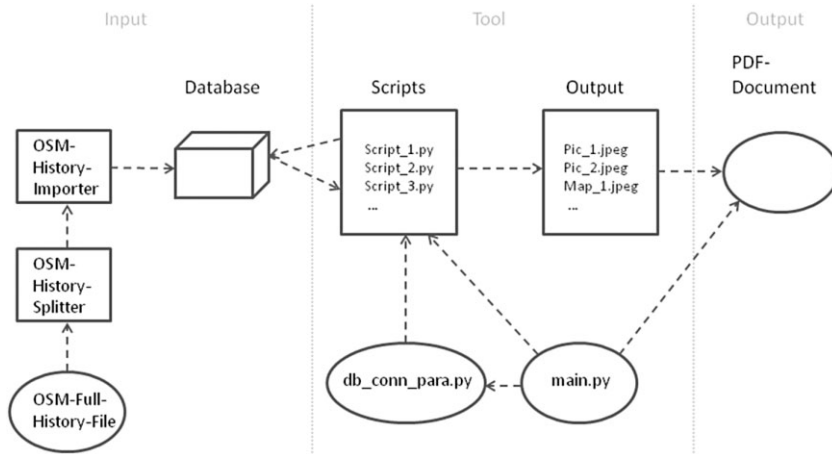 Input
Tool
Output
PDF-
Document
Database
Scripts
Output
OSM-
History-
Importer
Script_1.py
Script_2.py
Script_3.py
...
Pic_1.jpeg
Pic_2.jpeg
Map_1.jpeg
...
OSM-
History-
Splitter
OSM-Full-
History-File
db_conn_para.py
main.py